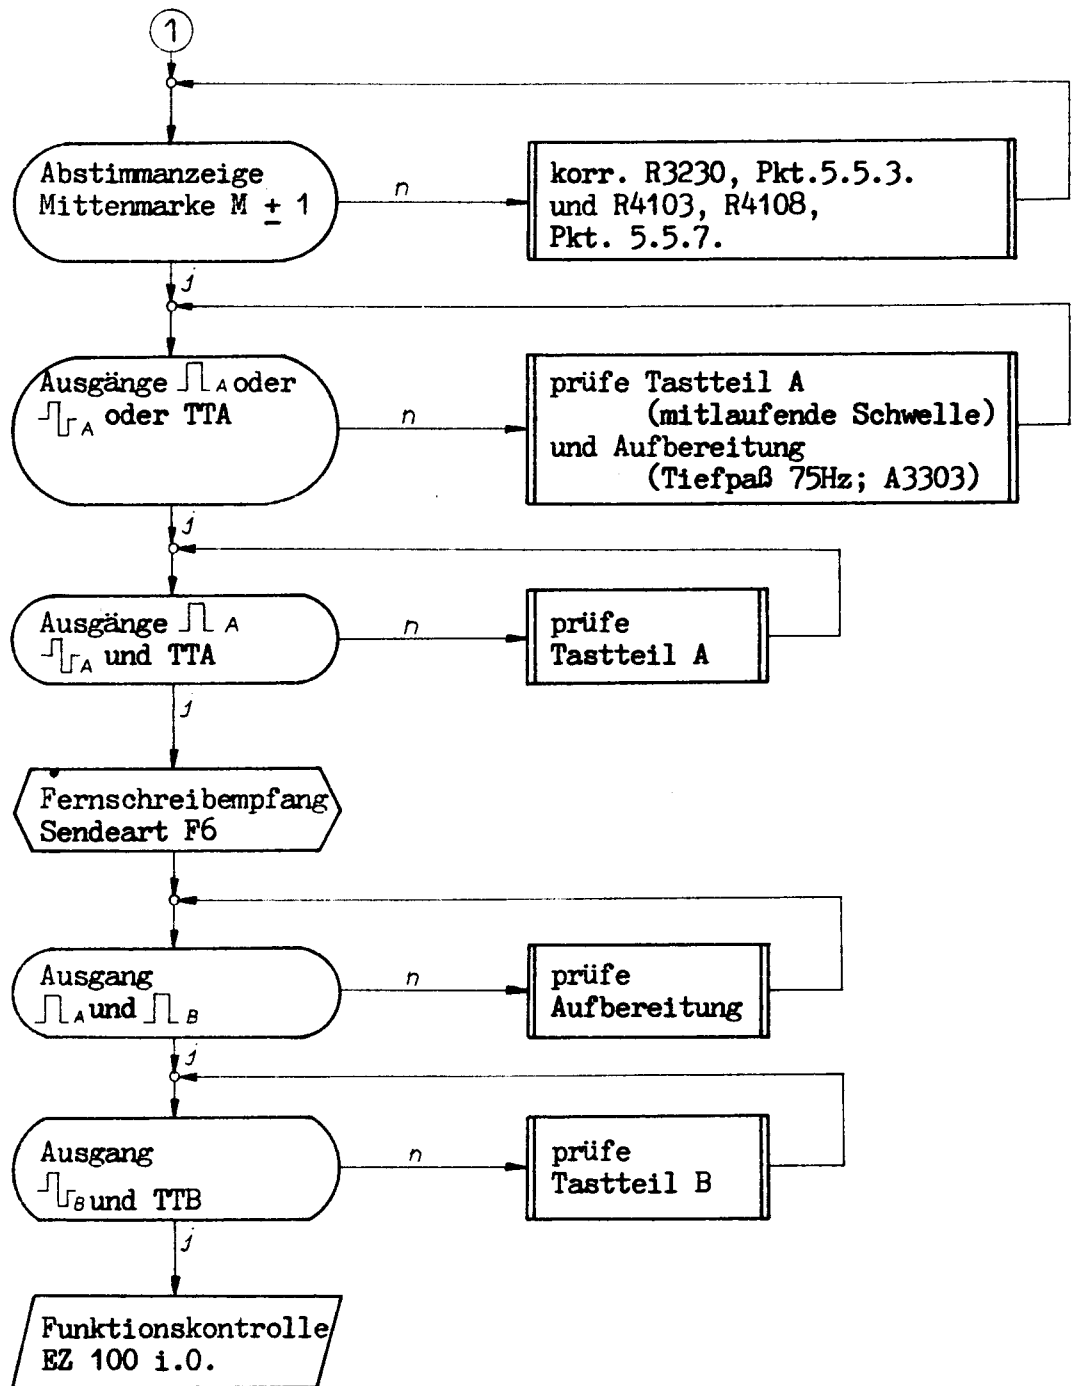 1
Abstimmanzeige
Mittenmarke M ± 1
n
korr. R3230, Pkt.5.5.3.
und R4103, R4108,
Pkt. 5.5.7.
j
Ausgänge A oder
A oder TTA
n
prüfe Tastteil A
(mitlaufende Schwelle)
und Aufbereitung
(Tiefpaß 75Hz; A3303)
j
Ausgänge A
A und TTA
n
prüfe
Tastteil A
j
Fernschreibempfang
Sendeart F6
Ausgang
A und B
n
prüfe
Aufbereitung
j
Ausgang
B und TTB
n
prüfe
Tastteil B
j
Funktionskontrolle
EZ 100 i.O.